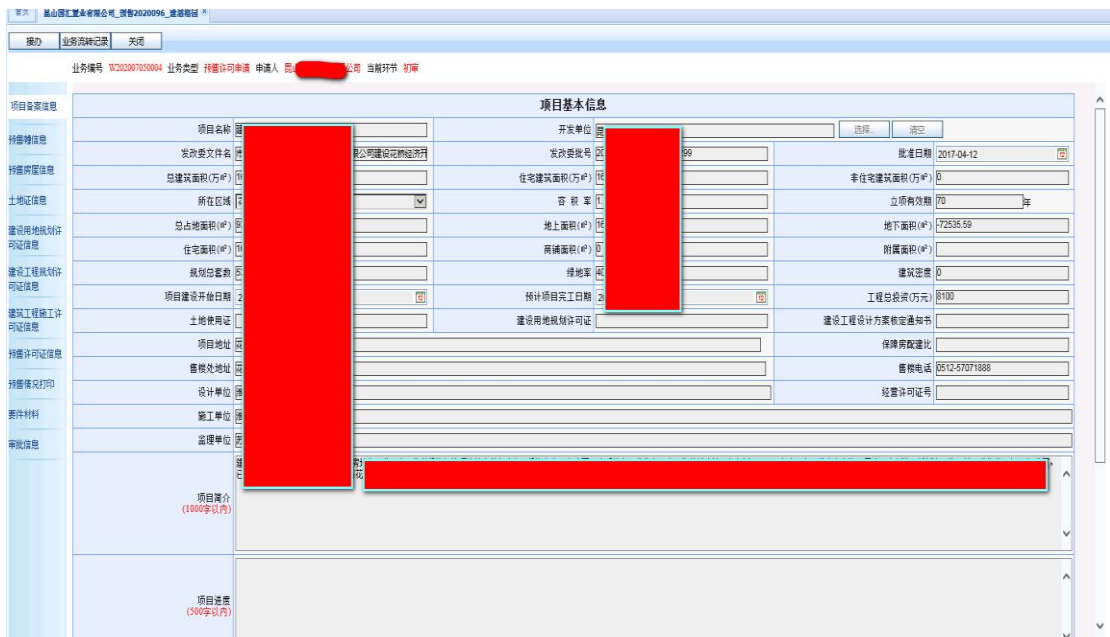 首页 昆山国汇置业有限公司_预售2020096_建滔裕园 ×
接办 业务流转记录 关闭
业务编号 W202007050004 业务类型 预售许可申请 申请人 昆山 公司 当前环节 初审
项目备案信息
预售幢信息
预售房屋信息
土地证信息
建设用地规划许
可证信息
建设工程规划许
可证信息
建筑工程施工许
可证信息
预售许可证信息
预售情况打印
要件材料
审批信息
项目基本信息
项目名称 建 开发单位 昆 选择.. 清空
发改委文件名 限公司建设花桥经济开 发改委批号 20 299 批准日期 2017-04-12
总建筑面积(万㎡) 16 住宅建筑面积(万㎡) 16 非住宅建筑面积(万㎡) 0
所在区域 容 积 率 1. 立项有效期 70 年
总占地面积(㎡) 9 地上面积(㎡) 16 地下面积(㎡) -72535.59
住宅面积(㎡) 16 商铺面积(㎡) 0 附属面积(㎡)
规划总套数 5 绿地率 40 建筑密度 0
项目建设开始日期 2 预计项目完工日期 20 工程总投资(万元) 8100
土地使用证 建设用地规划许可证 建设工程设计方案核定通知书
项目地址 保障房配建比
售楼处地址 售楼电话 0512-57071888
设计单位 经营许可证号
施工单位
监理单位
项目简介
(1000字以内)
项目进度
(500字以内)